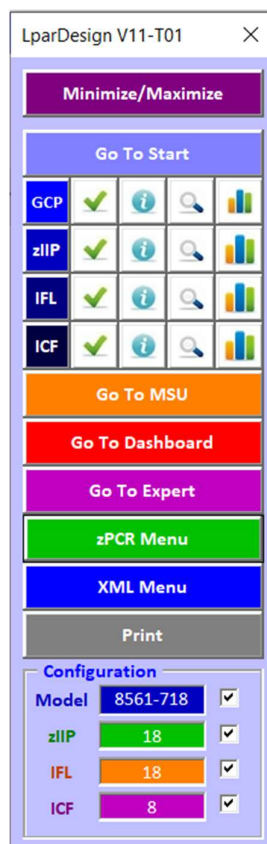 LparDesign V11-T01
Minimize/Maximize
Go To Start
GCP
zIIP
IFL
ICF
Go To MSU
Go To Dashboard
Go To Expert
zPCR Menu
XML Menu
Print
Configuration
Model 8561-718
zIIP 18
IFL 18
ICF 8